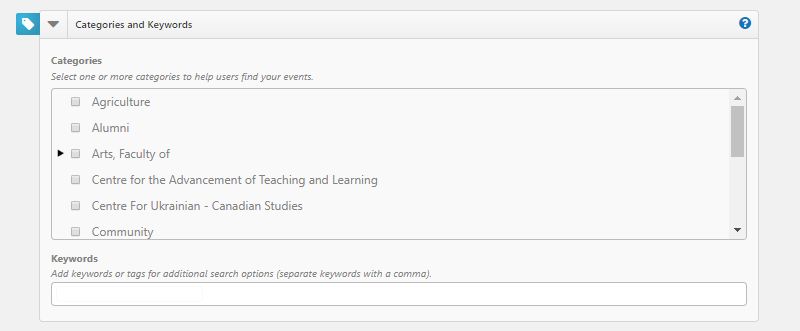 Categories and Keywords
?
Categories
Select one or more categories to help users find your events.
Agriculture
Alumni
Arts, Faculty of
Centre for the Advancement of Teaching and Learning
Centre For Ukrainian - Canadian Studies
Community
Keywords
Add keywords or tags for additional search options (separate keywords with a comma).